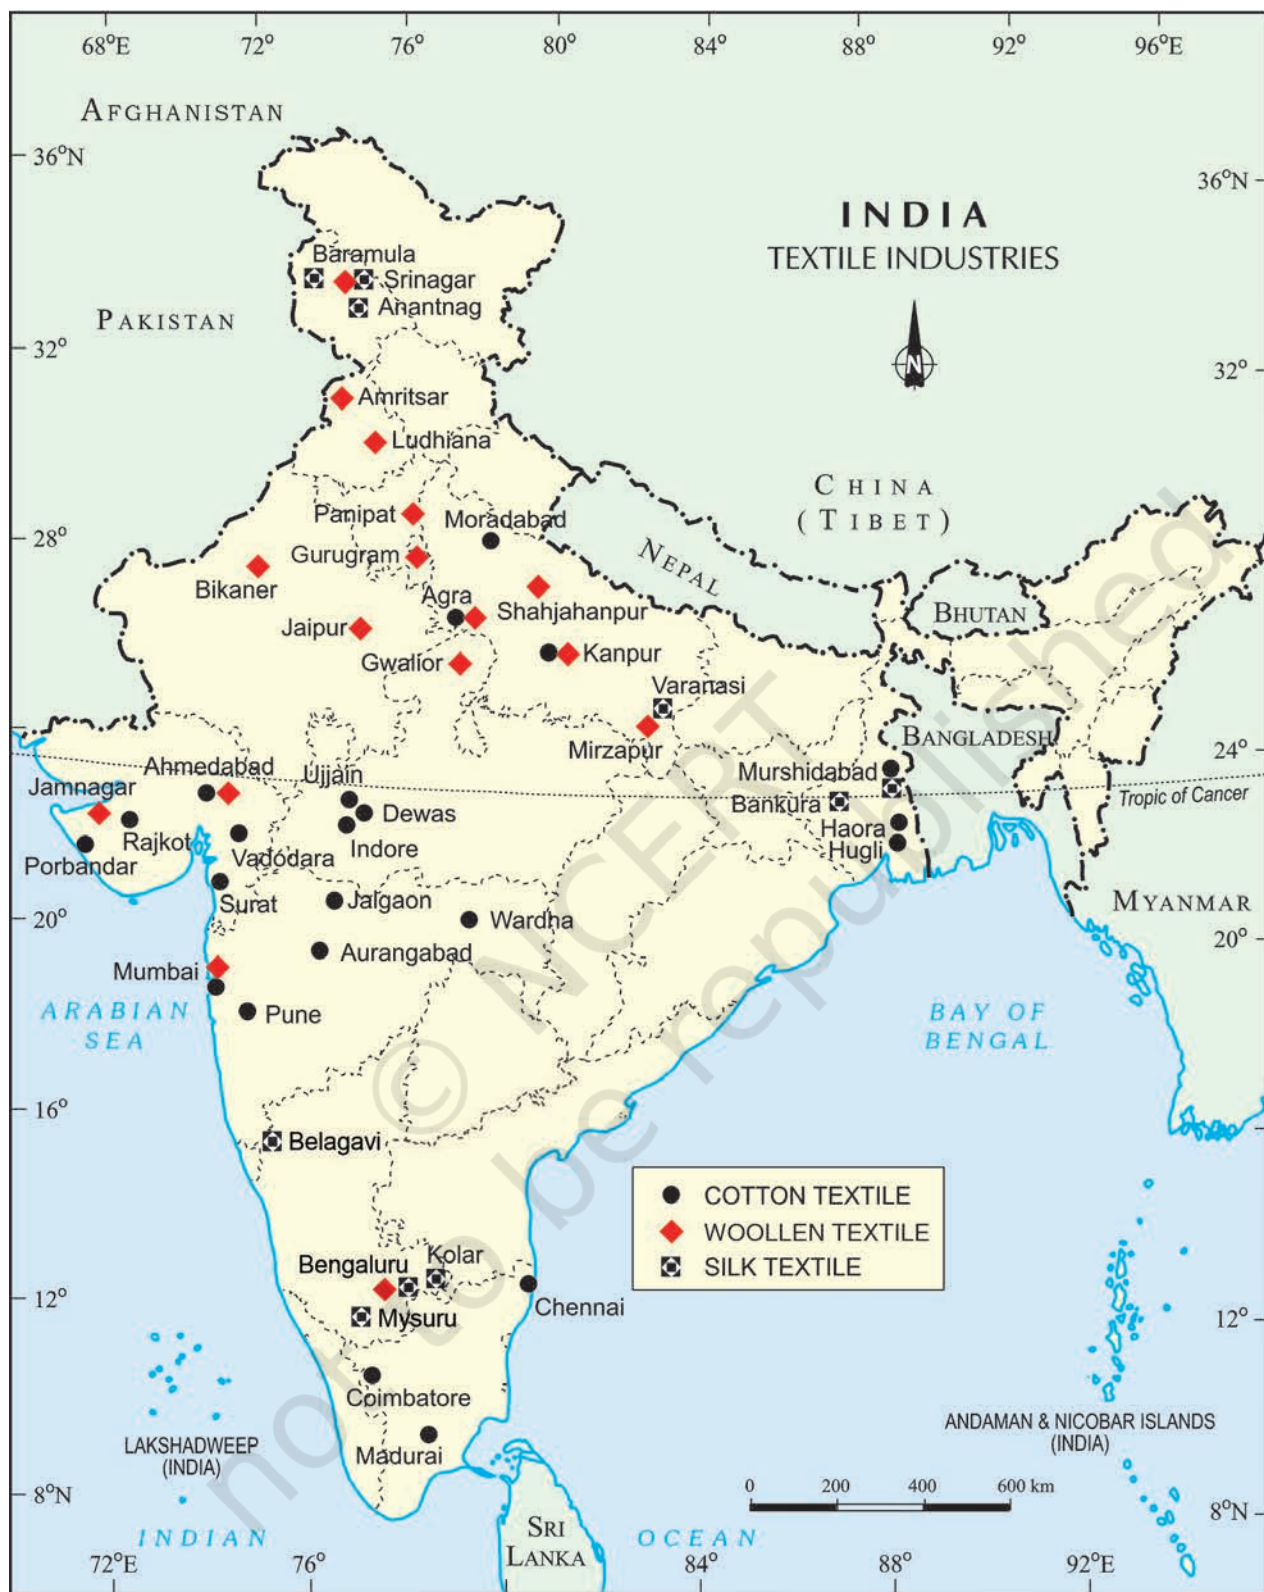 68°E 72° 76° 80° 84° 88° 92° 96°E
AFGHANISTAN
36°N
36°N
INDIA
TEXTILE INDUSTRIES
Baramula
Srinagar
Anantnag
PAKISTAN
N
32°
32°
Amritsar
Ludhiana
CHINA
(TIBET)
Panipat
Moradabad
28°
28°
Gurugram
NEPAL
Bikaner
Agra
Shahjahanpur
BHUTAN
Jaipur
Gwalior
Kanpur
Varanasi
Mirzapur
BANGLADESH
24°
Ahmedabad
Ujjain
Murshidabad
Jamnagar
Dewas
Bankura
Tropic of Cancer
Rajkot
Indore
Haora
Porbandar
Vadodara
Hugli
Surat
Jalgaon
MYANMAR
20°
Wardha
20°
Aurangabad
Mumbai
ARABIAN
SEA
Pune
BAY OF
BENGAL
16°
Belagavi
COTTON TEXTILE
WOOLLEN TEXTILE
SILK TEXTILE
Kolar
Bengaluru
12°
Chennai
12°
Mysuru
Coimbatore
LAKSHADWEEP
(INDIA)
Madurai
ANDAMAN & NICOBAR ISLANDS
(INDIA)
0 200 400 600 km
8°N
8°N
SRI
LANKA
INDIAN OCEAN
72°E 76° 84° 88° 92°E
© NCERT
not to be republished